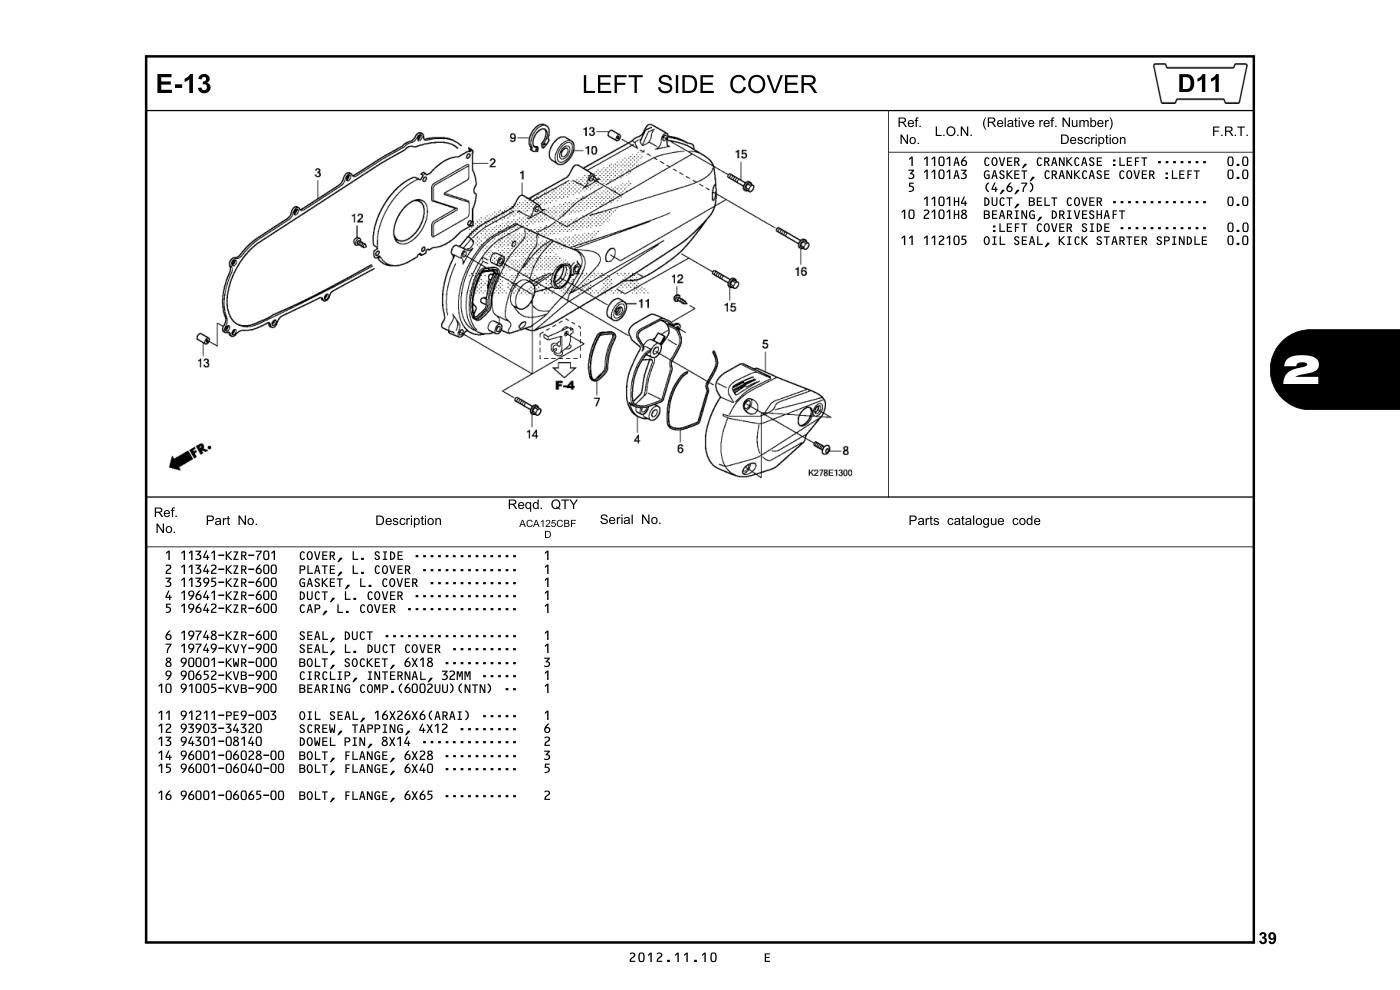 E-13 LEFT SIDE COVER D11
9
13
10
15
3
2
1
12
16
12
15
11
13
5
F-4
7
14
4
6
8
FR.
K278E1300
Ref. No. L.O.N. (Relative ref. Number) Description F.R.T.
1 1101A6 COVER, CRANKCASE :LEFT ------- 0.0
3 1101A3 GASKET, CRANKCASE COVER :LEFT 0.0
5 (4,6,7)
1101H4 DUCT, BELT COVER ------------- 0.0
10 2101H8 BEARING, DRIVESHAFT
:LEFT COVER SIDE ------------ 0.0
11 112105 OIL SEAL, KICK STARTER SPINDLE 0.0
2
Ref. No. Part No. Description Reqd. QTY ACA125CBF D Serial No. Parts catalogue code
1 11341-KZR-701 COVER, L. SIDE -------------- 1
2 11342-KZR-600 PLATE, L. COVER ------------- 1
3 11395-KZR-600 GASKET, L. COVER ------------ 1
4 19641-KZR-600 DUCT, L. COVER -------------- 1
5 19642-KZR-600 CAP, L. COVER --------------- 1
6 19748-KZR-600 SEAL, DUCT ------------------ 1
7 19749-KVY-900 SEAL, L. DUCT COVER --------- 1
8 90001-KWR-000 BOLT, SOCKET, 6X18 ---------- 3
9 90652-KVB-900 CIRCLIP, INTERNAL, 32MM ----- 1
10 91005-KVB-900 BEARING COMP.(6002UU)(NTN) -- 1
11 91211-PE9-003 OIL SEAL, 16X26X6(ARAI) ----- 1
12 93903-34320 SCREW, TAPPING, 4X12 -------- 6
13 94301-08140 DOWEL PIN, 8X14 ------------- 2
14 96001-06028-00 BOLT, FLANGE, 6X28 ---------- 3
15 96001-06040-00 BOLT, FLANGE, 6X40 ---------- 5
16 96001-06065-00 BOLT, FLANGE, 6X65 ---------- 2
39
2012.11.10 E